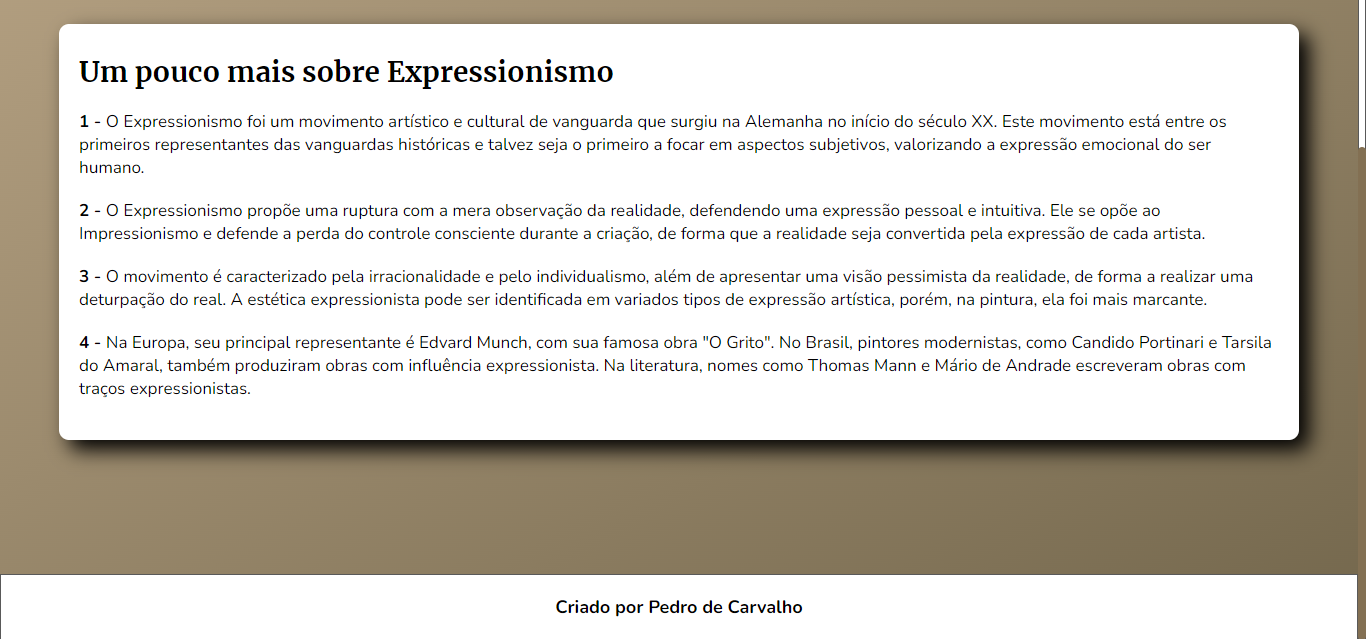 Um pouco mais sobre Expressionismo
1 - O Expressionismo foi um movimento artístico e cultural de vanguarda que surgiu na Alemanha no início do século XX. Este movimento está entre os
primeiros representantes das vanguardas históricas e talvez seja o primeiro a focar em aspectos subjetivos, valorizando a expressão emocional do ser
humano.
2 - O Expressionismo propõe uma ruptura com a mera observação da realidade, defendendo uma expressão pessoal e intuitiva. Ele se opõe ao
Impressionismo e defende a perda do controle consciente durante a criação, de forma que a realidade seja convertida pela expressão de cada artista.
3 - O movimento é caracterizado pela irracionalidade e pelo individualismo, além de apresentar uma visão pessimista da realidade, de forma a realizar uma
deturpação do real. A estética expressionista pode ser identificada em variados tipos de expressão artística, porém, na pintura, ela foi mais marcante.
4 - Na Europa, seu principal representante é Edvard Munch, com sua famosa obra "O Grito". No Brasil, pintores modernistas, como Candido Portinari e Tarsila
do Amaral, também produziram obras com influência expressionista. Na literatura, nomes como Thomas Mann e Mário de Andrade escreveram obras com
traços expressionistas.
Criado por Pedro de Carvalho